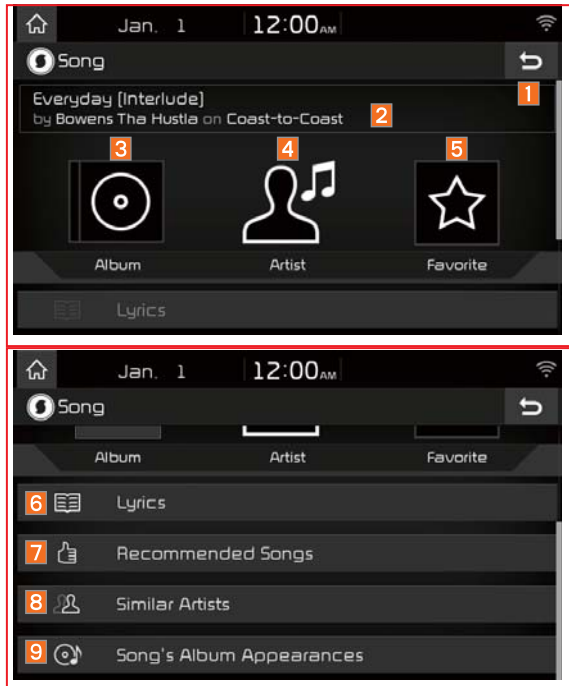 Jan. 1 12:00AM
Song
1
Everyday (Interlude)
by Bowens Tha Hustla on Coast-to-Coast 2
3 4 5
Album Artist Favorite
Lyrics
Jan. 1 12:00AM
Song
Album Artist Favorite
6 Lyrics
7 Recommended Songs
8 Similar Artists
9 Song's Album Appearances